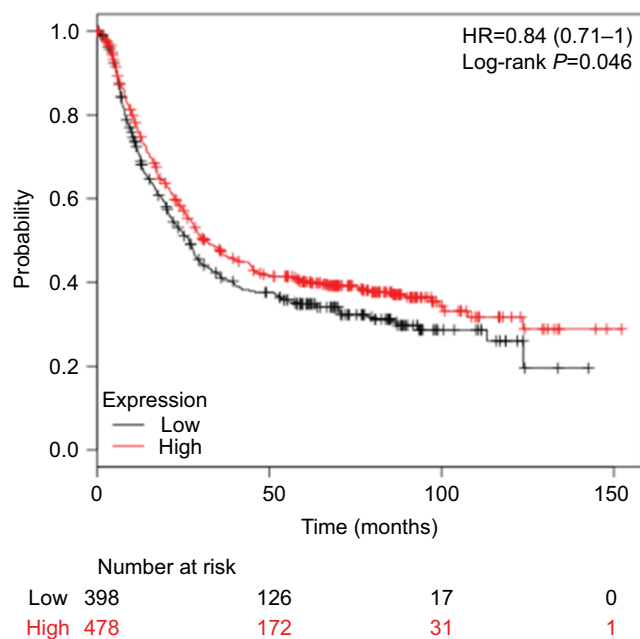 HR=0.84 (0.71–1)
Log-rank P=0.046
1.0
0.8
0.6
0.4
0.2
0.0
Probability
Expression
Low
High
0 50 100 150
Time (months)
Number at risk
Low 398 126 17 0
High 478 172 31 1